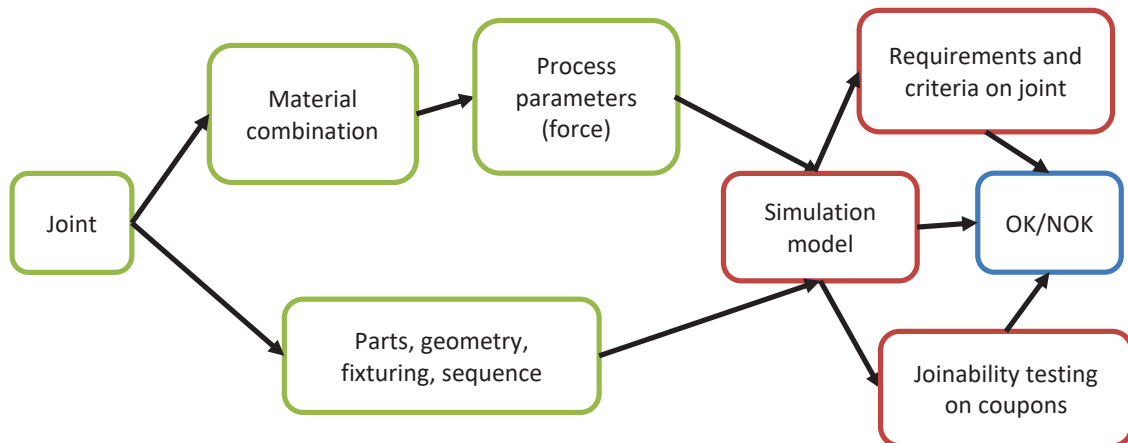 Joint
Material
combination
Process
parameters
(force)
Parts, geometry,
fixturing, sequence
Simulation
model
Requirements and
criteria on joint
OK/NOK
Joinability testing
on coupons